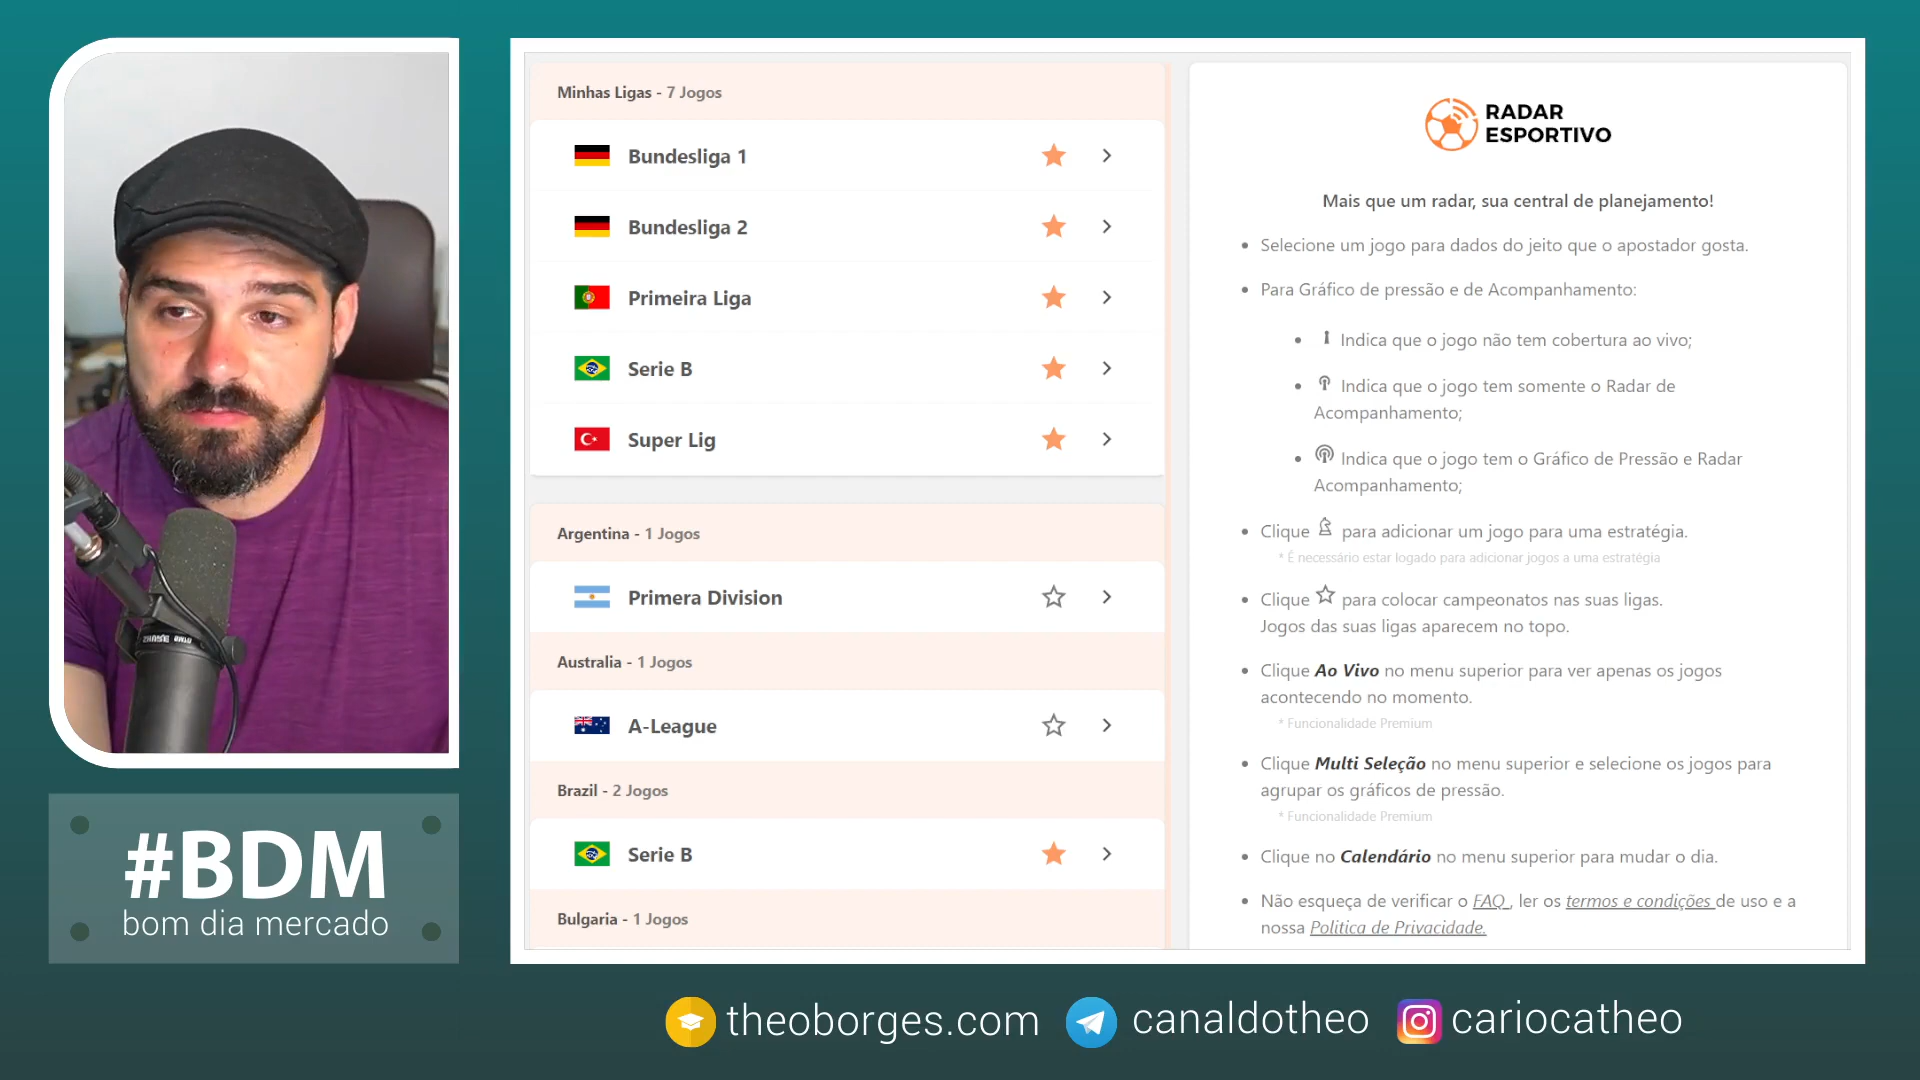 Minhas Ligas - 7 Jogos
Bundesliga 1
Bundesliga 2
Primeira Liga
Serie B
Super Lig
Argentina - 1 Jogos
Primera Division
Australia - 1 Jogos
A-League
Brazil - 2 Jogos
Serie B
Bulgaria - 1 Jogos
RADAR
ESPORTIVO
Mais que um radar, sua central de planejamento!
Selecione um jogo para dados do jeito que o apostador gosta.
Para Gráfico de pressão e de Acompanhamento:
Indica que o jogo não tem cobertura ao vivo;
Indica que o jogo tem somente o Radar de
Acompanhamento;
Indica que o jogo tem o Gráfico de Pressão e Radar
Acompanhamento;
Clique para adicionar um jogo para uma estratégia.
* É necessário estar logado para adicionar jogos a uma estratégia
Clique para colocar campeonatos nas suas ligas.
Jogos das suas ligas aparecem no topo.
Clique Ao Vivo no menu superior para ver apenas os jogos
acontecendo no momento.
* Funcionalidade Premium
Clique Multi Seleção no menu superior e selecione os jogos para
agrupar os gráficos de pressão.
* Funcionalidade Premium
Clique no Calendário no menu superior para mudar o dia.
Não esqueça de verificar o FAQ , ler os termos e condições de uso e a
nossa Politica de Privacidade.
#BDM
bom dia mercado
theoborges.com
canaldotheo
cariocatheo